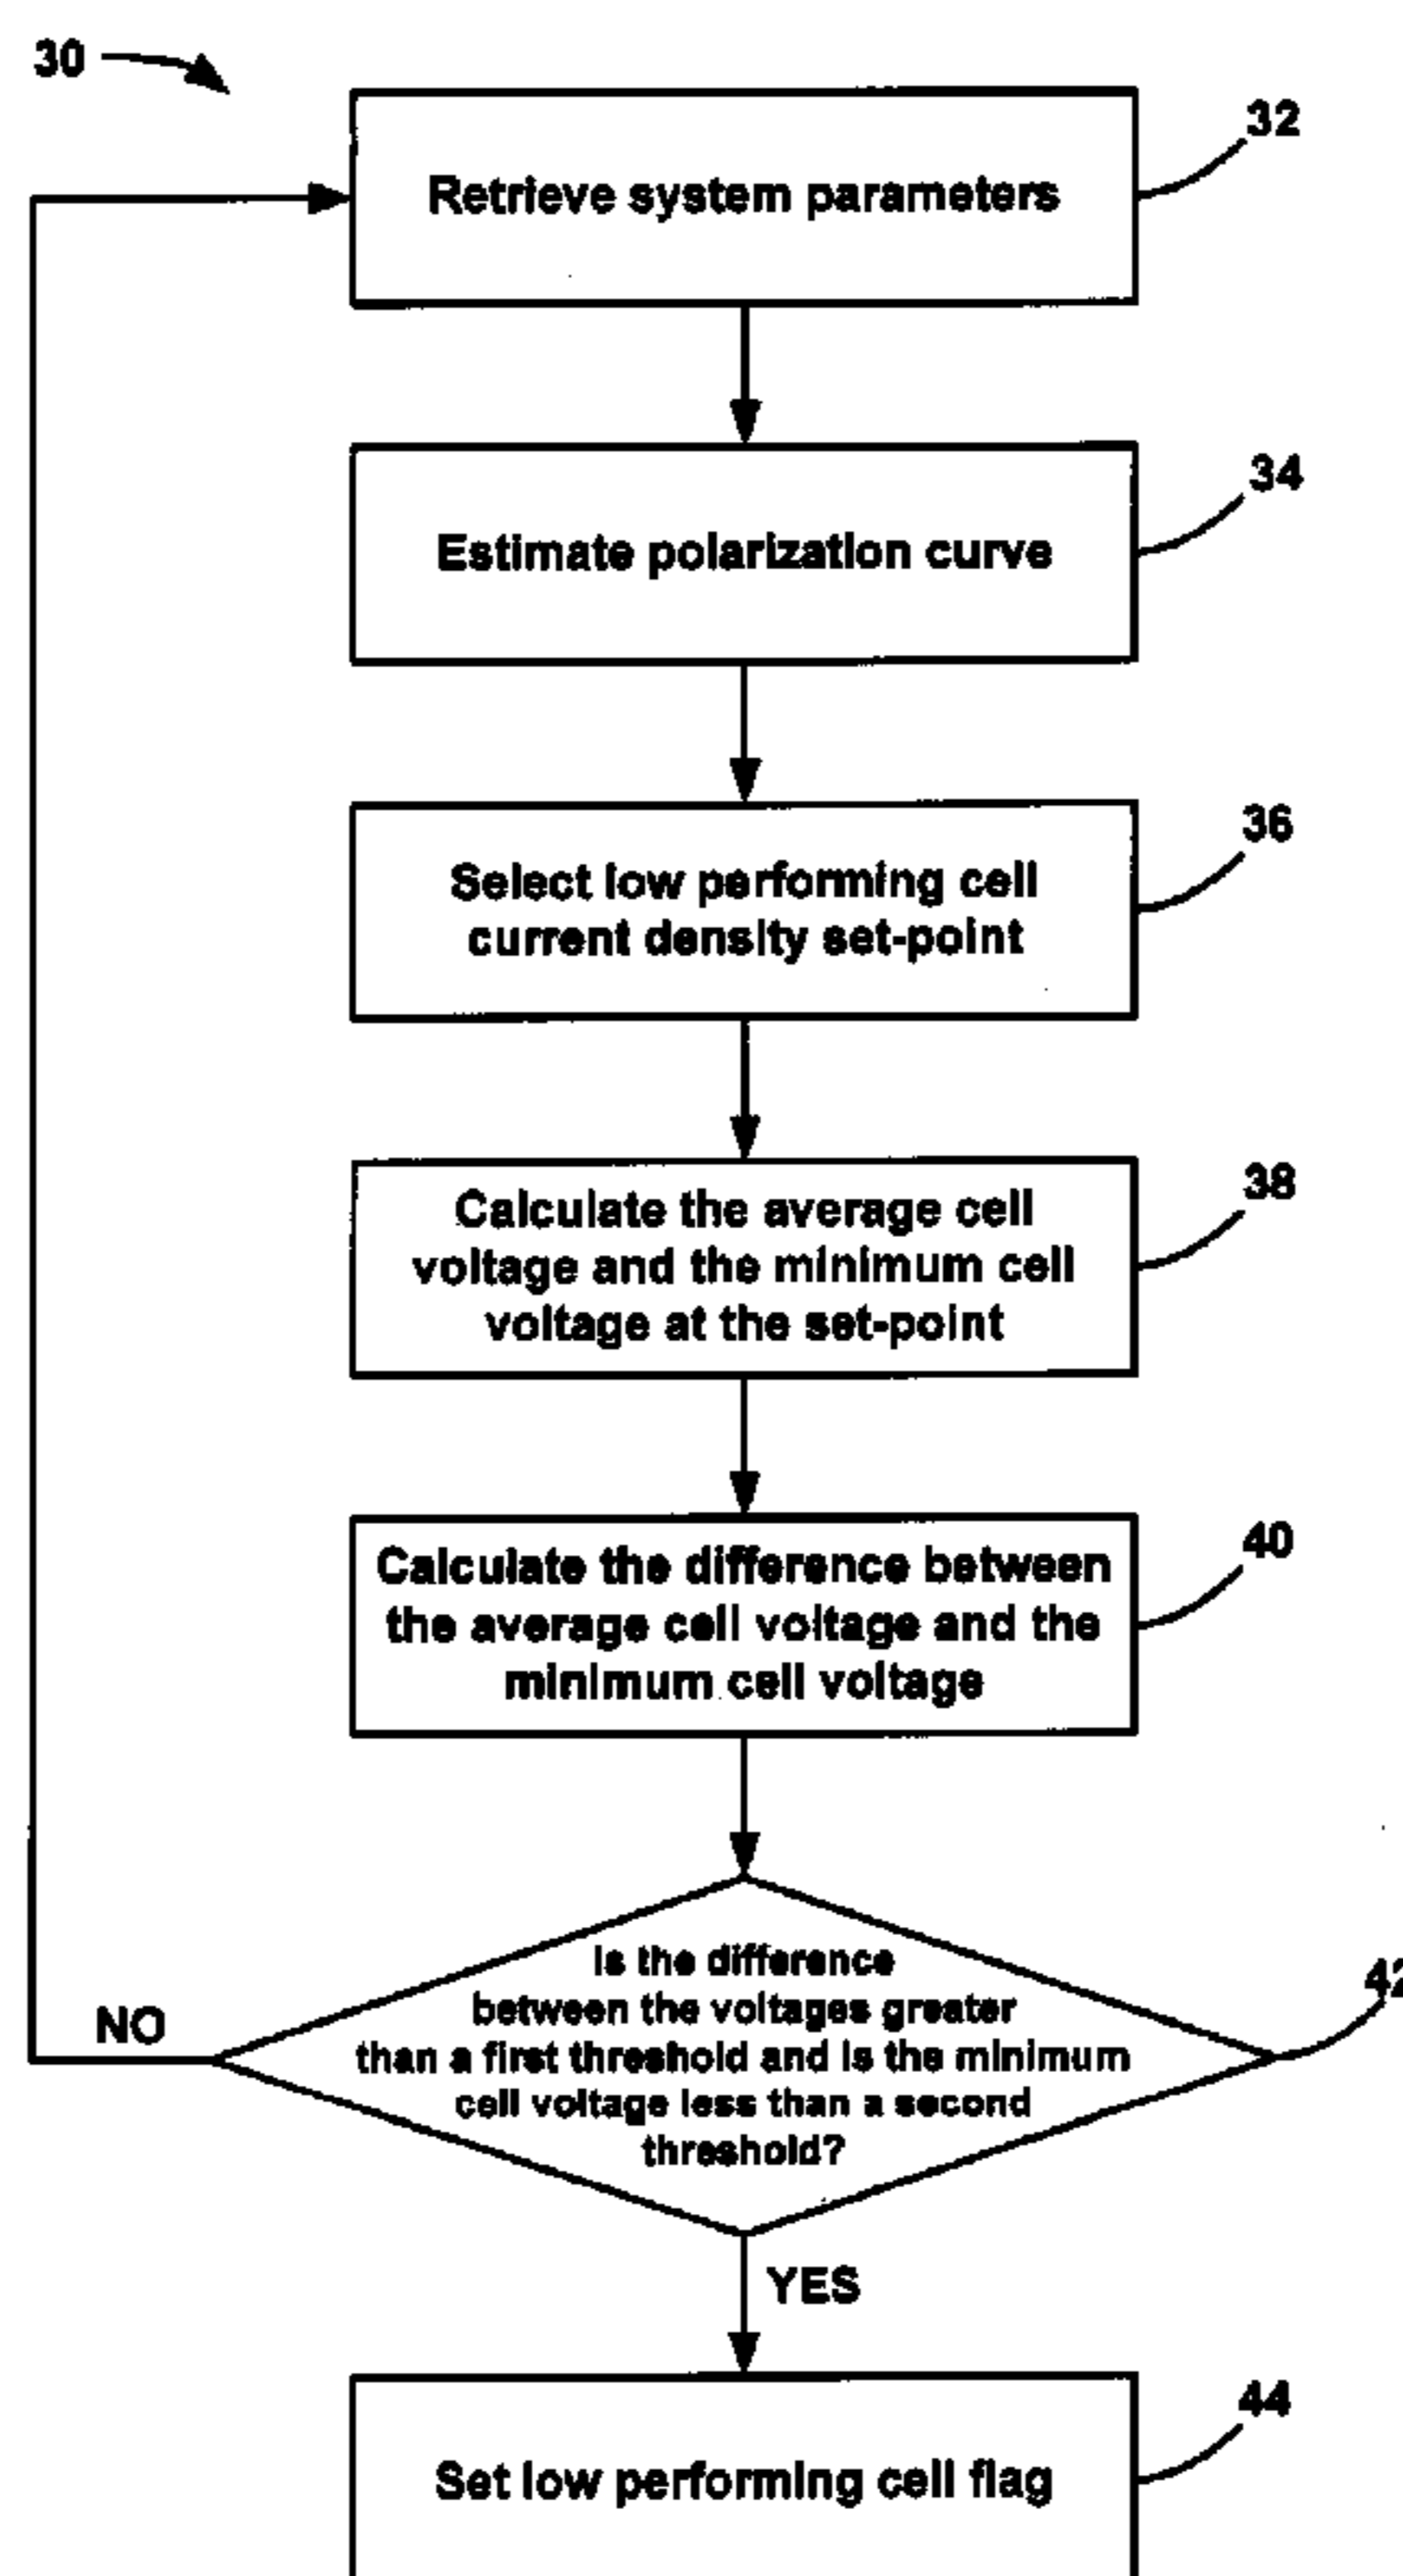 30
32
Retrieve system parameters
34
Estimate polarization curve
36
Select low performing cell
current density set-point
38
Calculate the average cell
voltage and the minimum cell
voltage at the set-point
40
Calculate the difference between
the average cell voltage and the
minimum cell voltage
42
Is the difference
between the voltages greater
than a first threshold and is the minimum
cell voltage less than a second
threshold?
NO
YES
44
Set low performing cell flag